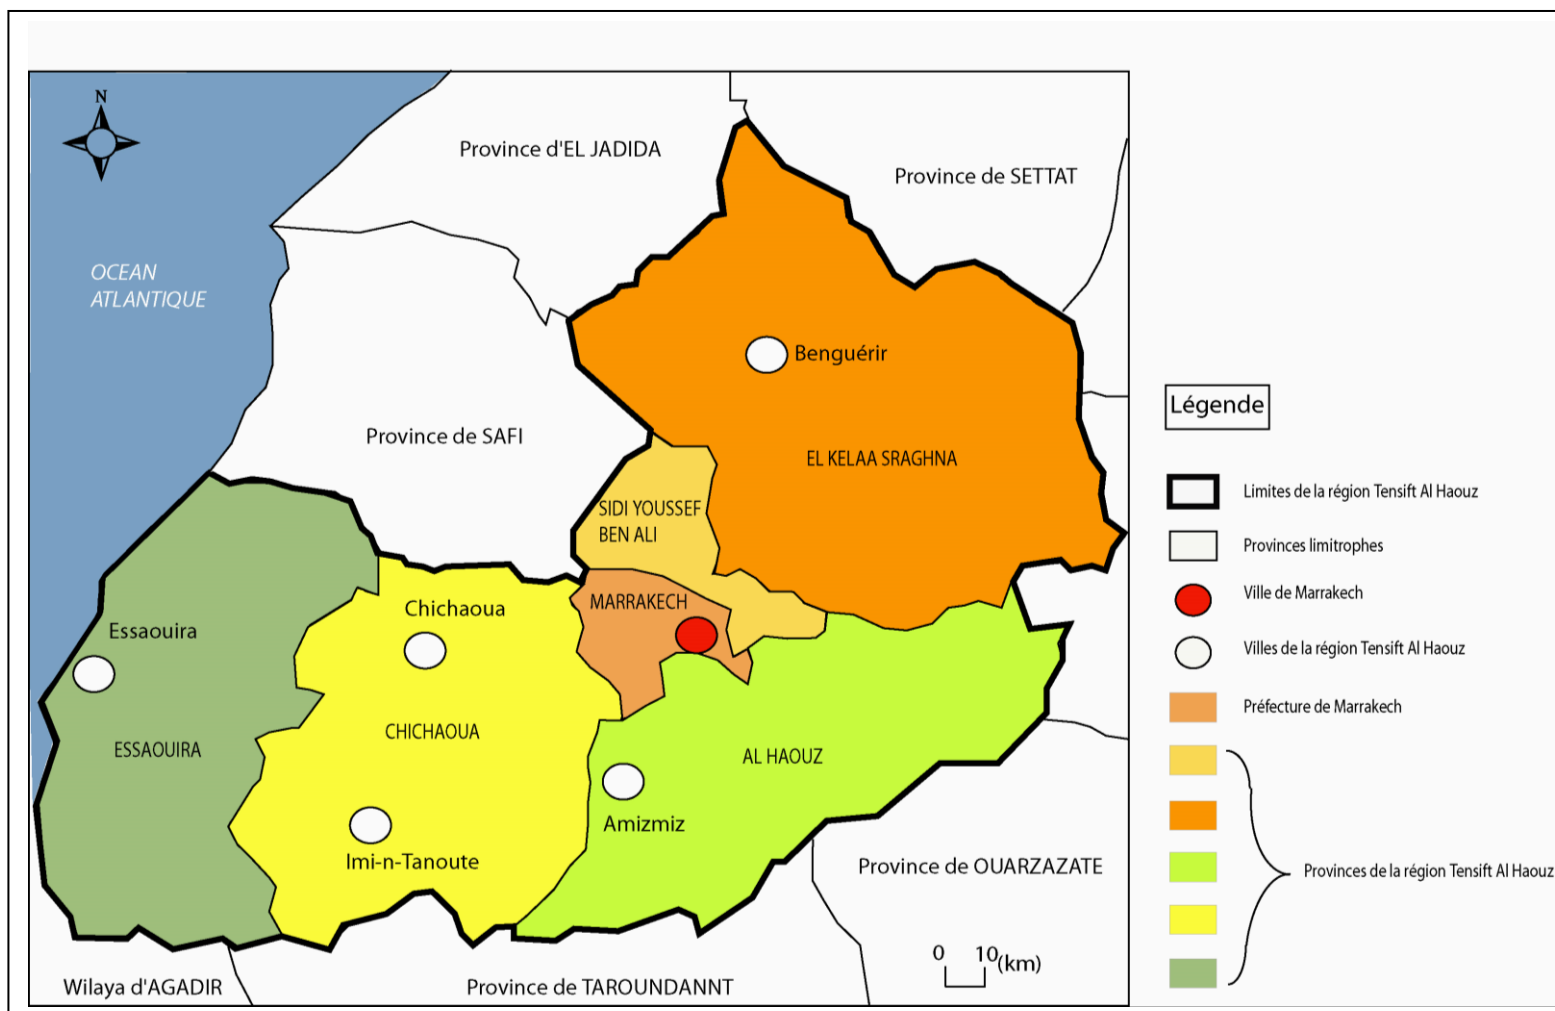 N
Province d'EL JADIDA
Province de SETTAT
OCEAN
ATLANTIQUE
Benguérir
Province de SAFI
EL KELAA SRAGHNA
SIDI YOUSSEF
BEN ALI
MARRAKECH
Chichaoua
Essaouira
CHICHAOUA
ESSAOUIRA
AL HAOUZ
Amizmiz
Imi-n-Tanoute
Province de OUARZAZATE
0 10 (km)
Wilaya d'AGADIR
Province de TAROUNDANNT
Légende
Limites de la région Tensift Al Haouz
Provinces limitrophes
Ville de Marrakech
Villes de la région Tensift Al Haouz
Préfecture de Marrakech
Provinces de la région Tensift Al Haouz